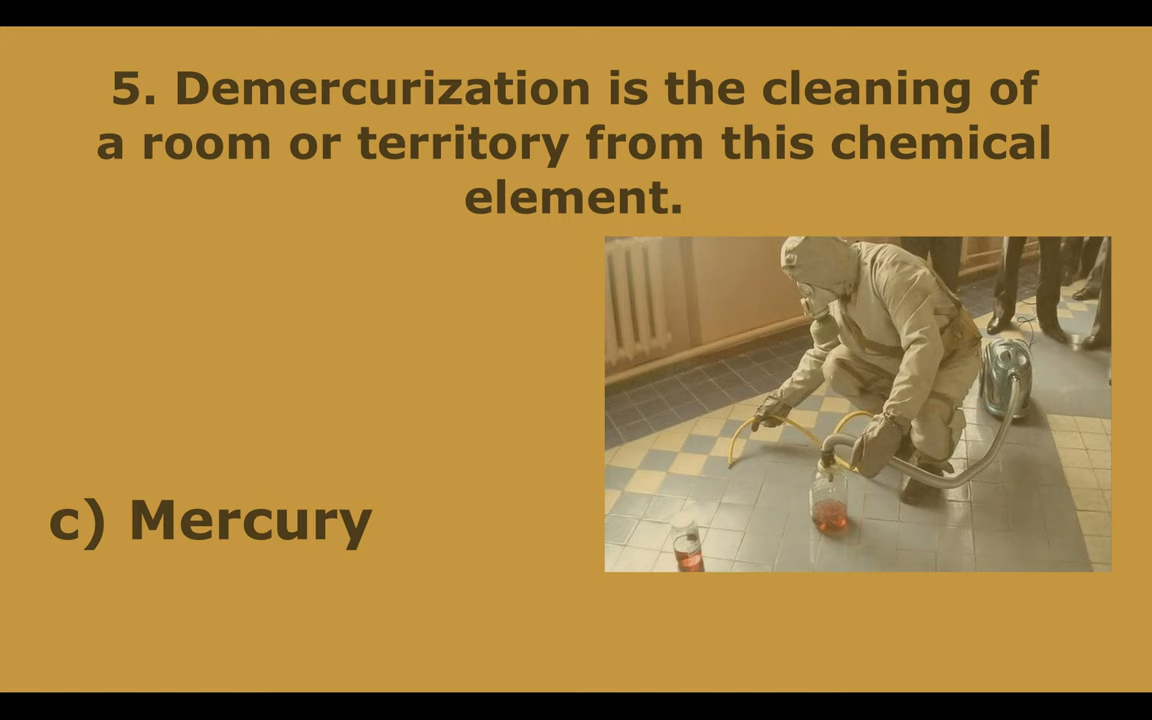 5. Demercurization is the cleaning of
a room or territory from this chemical
element.
c) Mercury